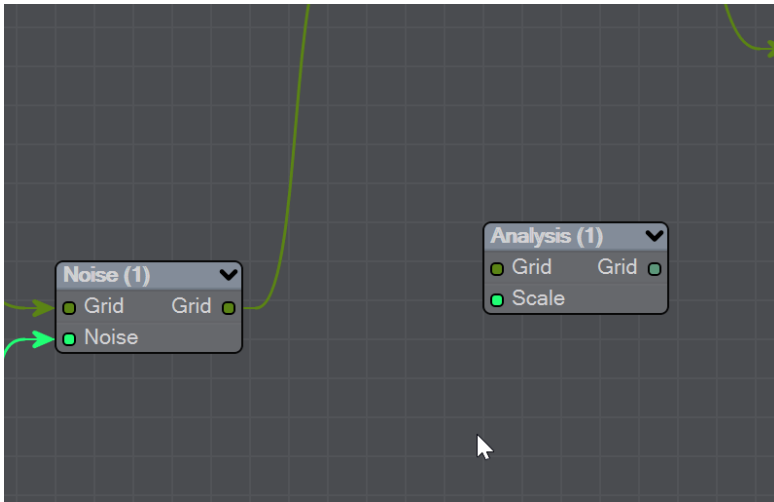 Noise (1)
Grid Grid
Noise
Analysis (1)
Grid Grid
Scale